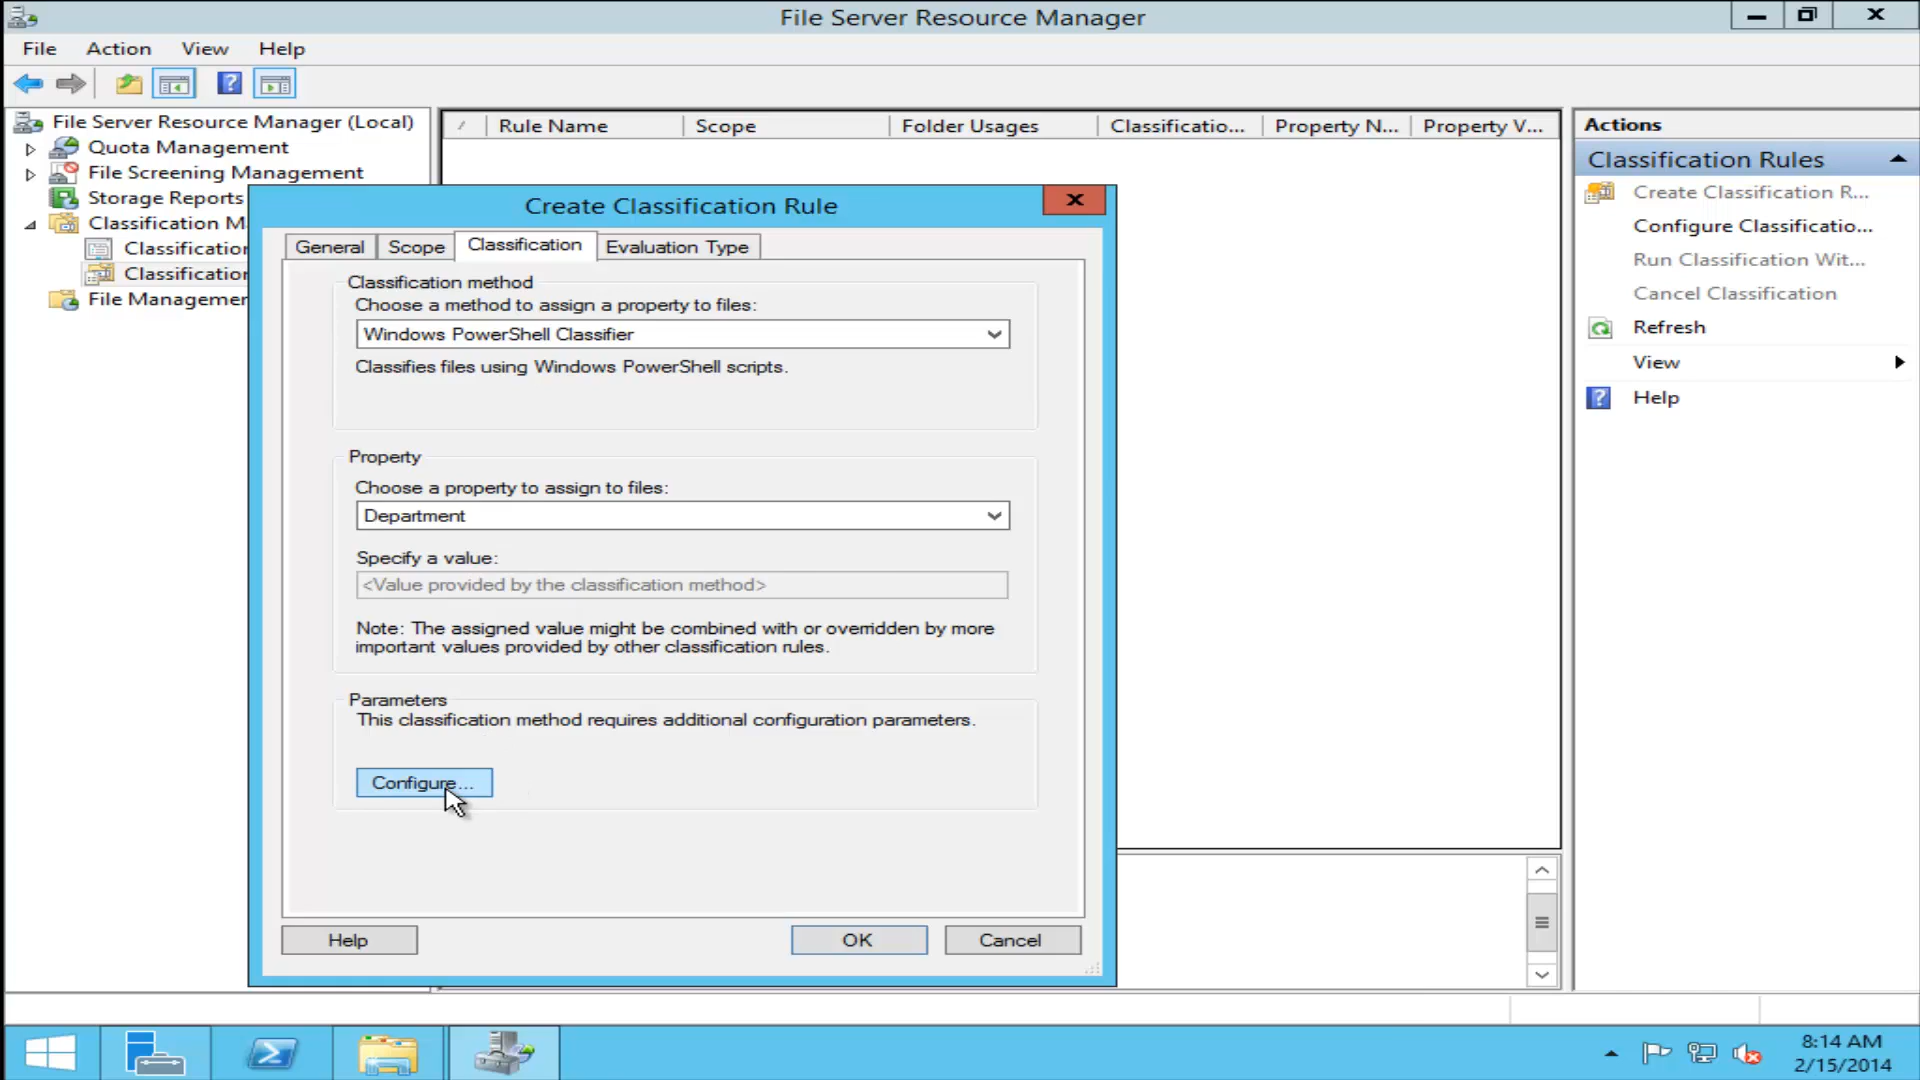 File Server Resource Manager
File
Action
View
Help
File Server Resource Manager (Local)
Quota Management
File Screening Management
Storage Reports
Classification M
Classification
Classification
File Managemer
Rule Name
Scope
Folder Usages
Classificatio...
Property N...
Property V...
Actions
Classification Rules
Create Classification R...
Configure Classificatio...
Run Classification Wit...
Cancel Classification
Refresh
View
Help
Create Classification Rule
General
Scope
Classification
Evaluation Type
Classification method
Choose a method to assign a property to files:
Windows PowerShell Classifier
Classifies files using Windows PowerShell scripts.
Property
Choose a property to assign to files:
Department
Specify a value:
<Value provided by the classification method>
Note: The assigned value might be combined with or overridden by more
important values provided by other classification rules.
Parameters
This classification method requires additional configuration parameters.
Configure...
Help
OK
Cancel
8:14 AM
2/15/2014